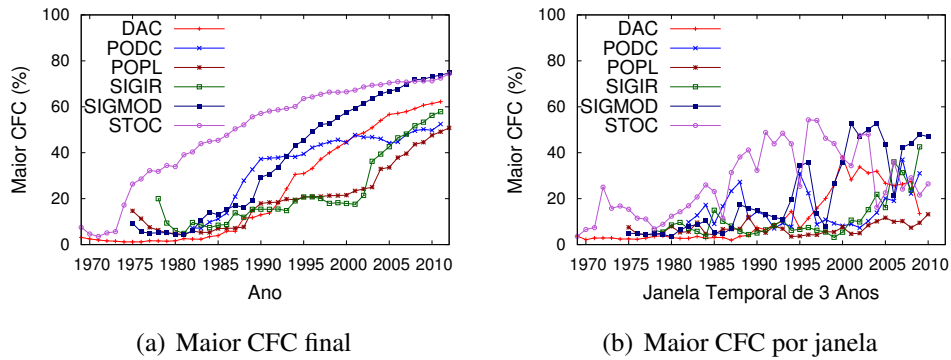 DAC
PODC
POPL
SIGIR
SIGMOD
STOC
Maior CFC (%)
100
80
60
40
20
0
1970 1975 1980 1985 1990 1995 2000 2005 2010
Ano
(a) Maior CFC final
DAC
PODC
POPL
SIGIR
SIGMOD
STOC
Maior CFC (%)
100
80
60
40
20
0
1970 1975 1980 1985 1990 1995 2000 2005 2010
Janela Temporal de 3 Anos
(b) Maior CFC por janela